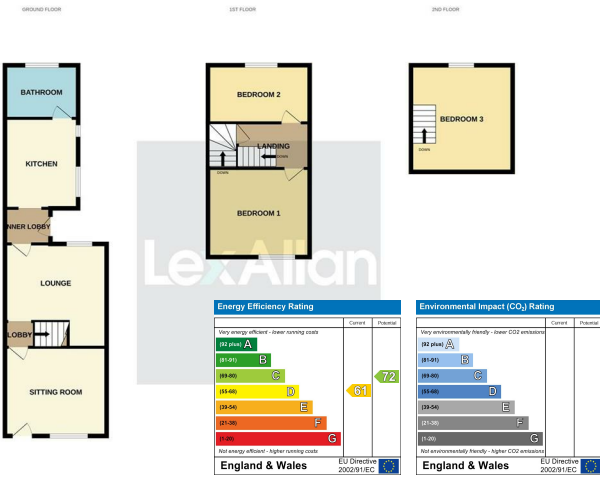 GROUND FLOOR
1ST FLOOR
2ND FLOOR
BATHROOM
KITCHEN
NNER LOBBY
LOUNGE
LOBBY
SITTING ROOM
BEDROOM 2
LANDING
DOWN
DOWN
BEDROOM 1
BEDROOM 3
DOWN
LexAllan
Energy Efficiency Rating
Current Potential
Very energy efficient - lower running costs
(92 plus) A
(81-91) B
(69-80) C
(55-68) D
(39-54) E
(21-38) F
(1-20) G
61
72
Not energy efficient - higher running costs
England & Wales
EU Directive
2002/91/EC
Environmental Impact (CO₂) Rating
Current Potential
Very environmentally friendly - lower CO2 emissions
(92 plus) A
(81-91) B
(69-80) C
(55-68) D
(39-54) E
(21-38) F
(1-20) G
Not environmentally friendly - higher CO2 emissions
England & Wales
EU Directive
2002/91/EC